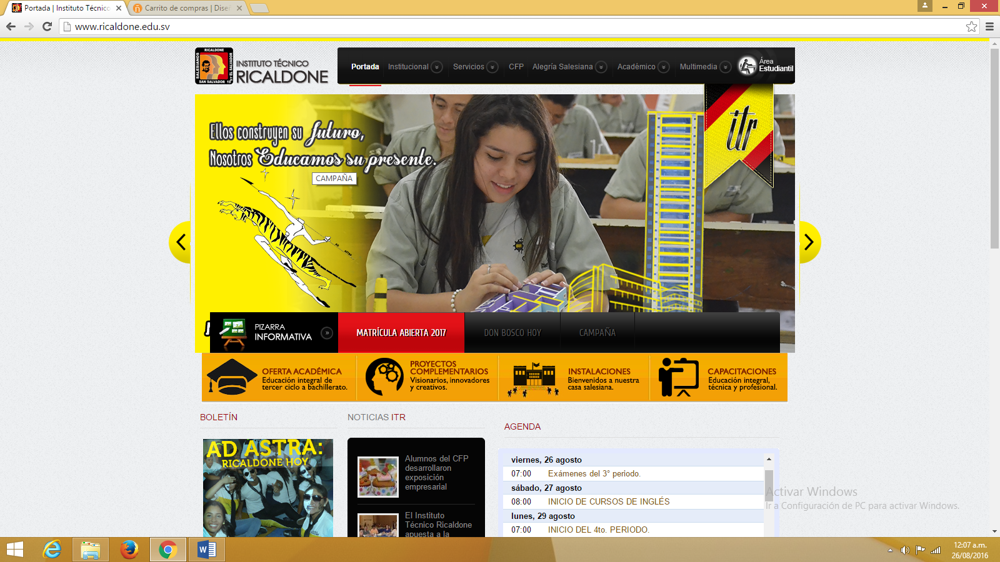 Portada | Instituto Técnico
Carrito de compras | Dise
www.ricaldone.edu.sv
RICALDONE
SALESIANOS
SAN SALVADOR 19
67 EL SALVADOR
INSTITUTO TÉCNICO
RICALDONE
Portada
Institucional
Servicios
CFP
Alegría Salesiana
Académico
Multimedia
Área
Estudiantil
itr
Ellos construyen su futuro,
Nosotros Educamos su presente.
CAMPAÑA
AD
ASTRA
PIZARRA
INFORMATIVA
MATRÍCULA ABIERTA 2017
DON BOSCO HOY
CAMPAÑA
OFERTA ACADÉMICA
Educación integral de
tercer ciclo a bachillerato.
PROYECTOS
COMPLEMENTARIOS
Visionarios, innovadores
y creativos.
INSTALACIONES
Bienvenidos a nuestra
casa salesiana.
CAPACITACIONES
Educación integral,
técnica y profesional.
BOLETÍN
AD ASTRA:
RICALDONE HOY
NOTICIAS ITR
Alumnos del CFP
desarrollaron
exposición
empresarial
El Instituto
Técnico Ricaldone
apuesta a la
AGENDA
viernes, 26 agosto
07:00 Exámenes del 3° periodo.
sábado, 27 agosto
08:00 INICIO DE CURSOS DE INGLÉS
lunes, 29 agosto
07:00 INICIO DEL 4to. PERIODO.
Activar Windows
Ir a Configuración de PC para activar Windows.
12:07 a.m.
26/08/2016